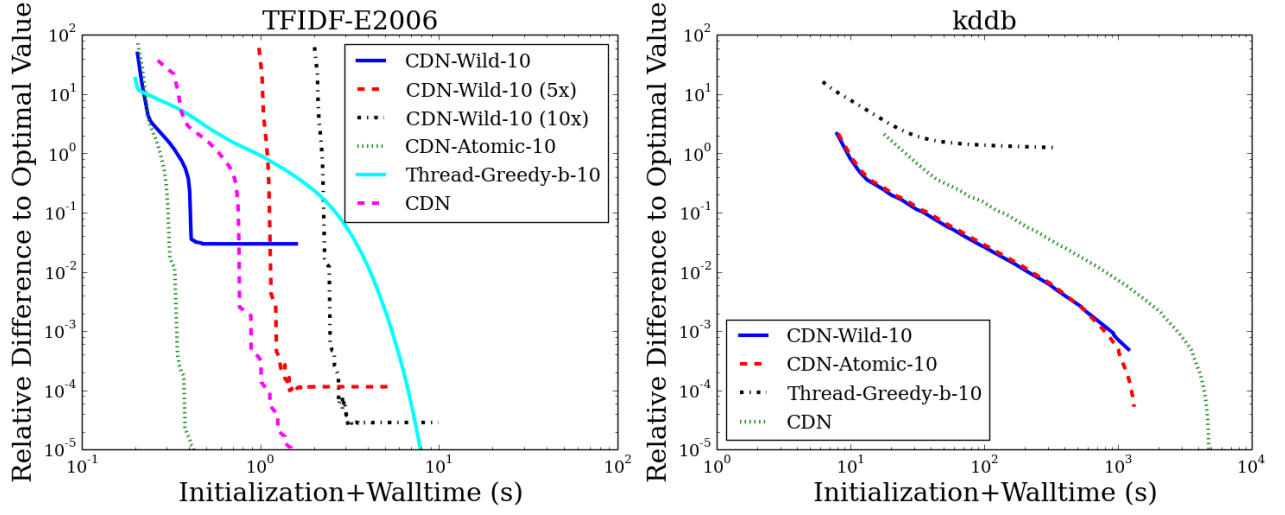 TFIDF-E2006
Relative Difference to Optimal Value
10^2
10^1
10^0
10^-1
10^-2
10^-3
10^-4
10^-5
CDN-Wild-10
CDN-Wild-10 (5x)
CDN-Wild-10 (10x)
CDN-Atomic-10
Thread-Greedy-b-10
CDN
10^-1
10^0
10^1
10^2
Initialization+Walltime (s)
kddb
Relative Difference to Optimal Value
10^2
10^1
10^0
10^-1
10^-2
10^-3
10^-4
10^-5
CDN-Wild-10
CDN-Atomic-10
Thread-Greedy-b-10
CDN
10^0
10^1
10^2
10^3
10^4
Initialization+Walltime (s)